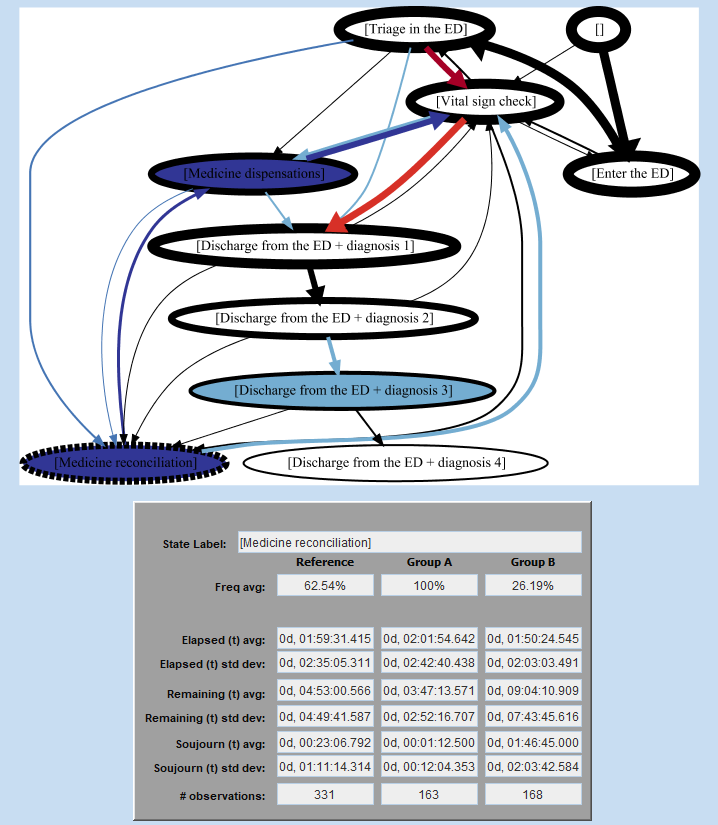 [Triage in the ED]
[]
[Vital sign check]
[Medicine dispensations]
[Enter the ED]
[Discharge from the ED + diagnosis 1]
[Discharge from the ED + diagnosis 2]
[Discharge from the ED + diagnosis 3]
[Medicine reconciliation]
[Discharge from the ED + diagnosis 4]
State Label: [Medicine reconciliation]
Reference Group A Group B
Freq avg: 62.54% 100% 26.19%
Elapsed (t) avg: 0d, 01:59:31.415 0d, 02:01:54.642 0d, 01:50:24.545
Elapsed (t) std dev: 0d, 02:35:05.311 0d, 02:42:40.438 0d, 02:03:03.491
Remaining (t) avg: 0d, 04:53:00.566 0d, 03:47:13.571 0d, 09:04:10.909
Remaining (t) std dev: 0d, 04:49:41.587 0d, 02:52:16.707 0d, 07:43:45.616
Soujourn (t) avg: 0d, 00:23:06.792 0d, 00:01:12.500 0d, 01:46:45.000
Soujourn (t) std dev: 0d, 01:11:14.314 0d, 00:12:04.353 0d, 02:03:42.584
# observations: 331 163 168